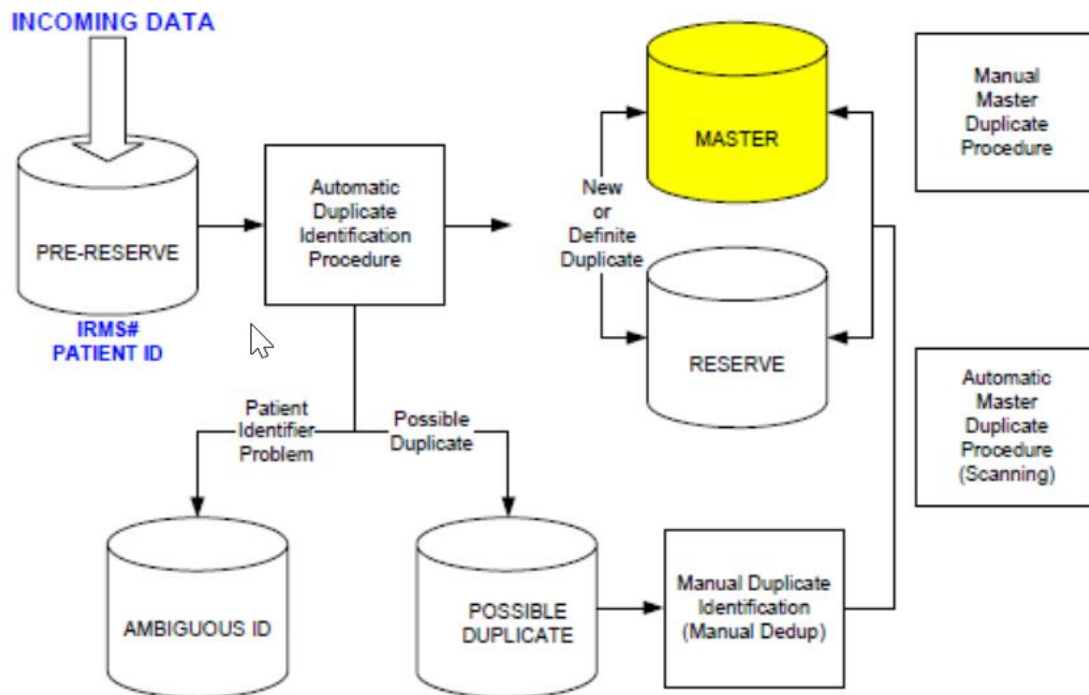 INCOMING DATA
PRE-RESERVE
IRMS#
PATIENT ID
Automatic
Duplicate
Identification
Procedure
New
or
Definite
Duplicate
MASTER
RESERVE
Manual
Master
Duplicate
Procedure
Automatic
Master
Duplicate
Procedure
(Scanning)
Patient
Identifier
Problem
Possible
Duplicate
AMBIGUOUS ID
POSSIBLE
DUPLICATE
Manual Duplicate
Identification
(Manual Dedup)